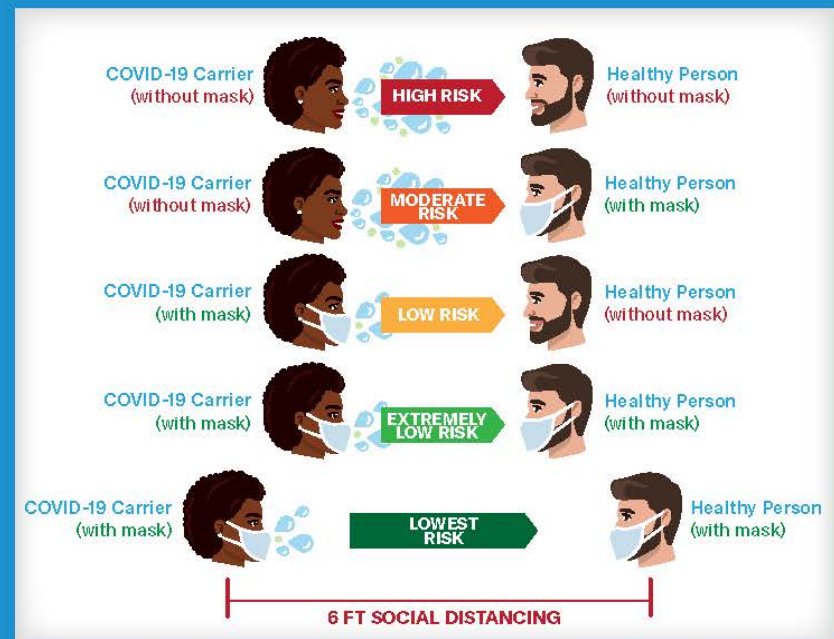 COVID-19 Carrier
(without mask)
HIGH RISK
Healthy Person
(without mask)
COVID-19 Carrier
(without mask)
MODERATE
RISK
Healthy Person
(with mask)
COVID-19 Carrier
(with mask)
LOW RISK
Healthy Person
(without mask)
COVID-19 Carrier
(with mask)
EXTREMELY
LOW RISK
Healthy Person
(with mask)
COVID-19 Carrier
(with mask)
LOWEST
RISK
Healthy Person
(with mask)
6 FT SOCIAL DISTANCING